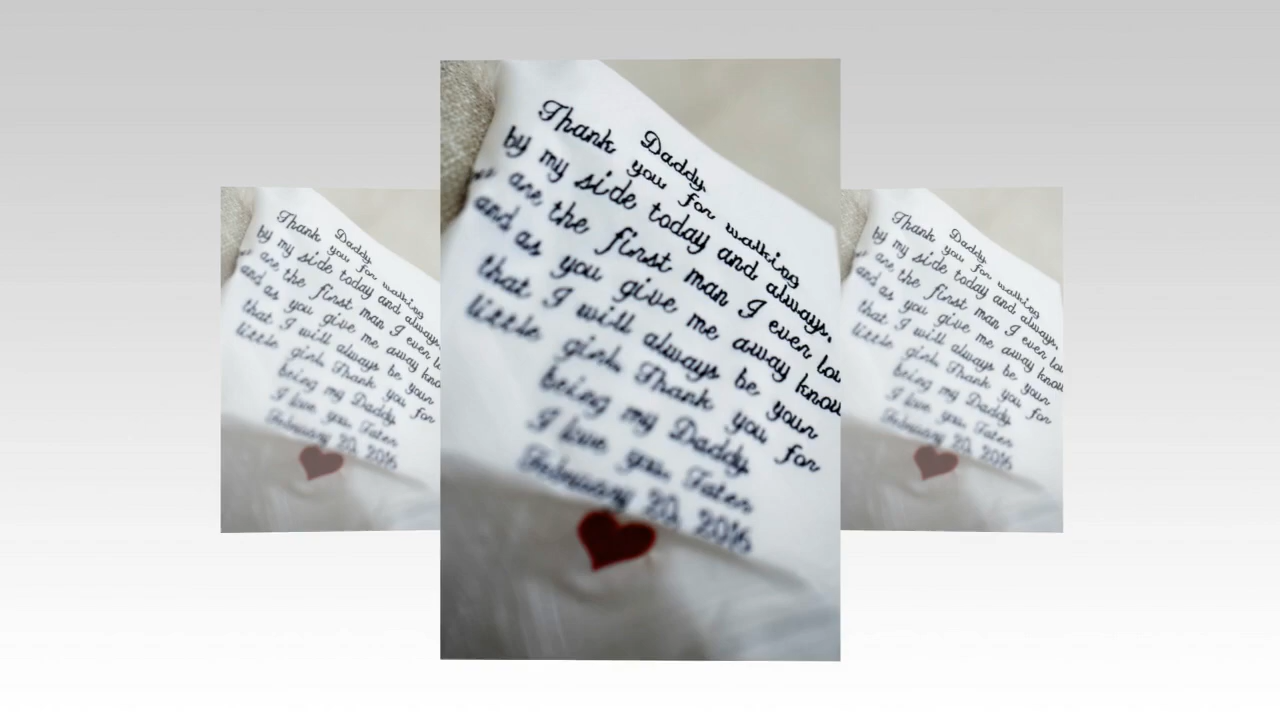 Daddy,
Thank you for walking
by my side today and always.
are the first man I ever
and as you give me away know
that I will always be your
little girl. Thank you for
being my Daddy
I love you, Taten
February 20, 2016